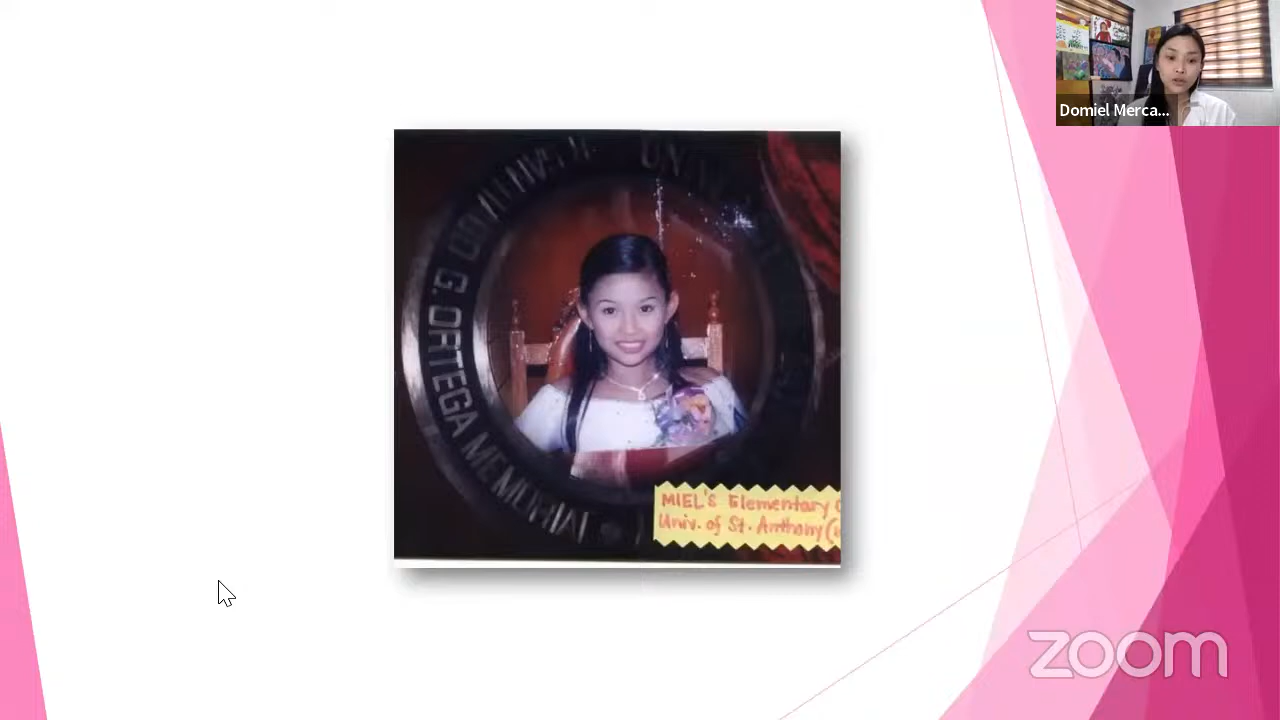 Domiel Merca...
G. ORTEGA MEMORIAL
MIEL'S Elementary
Univ. of St. Anthony
zoom